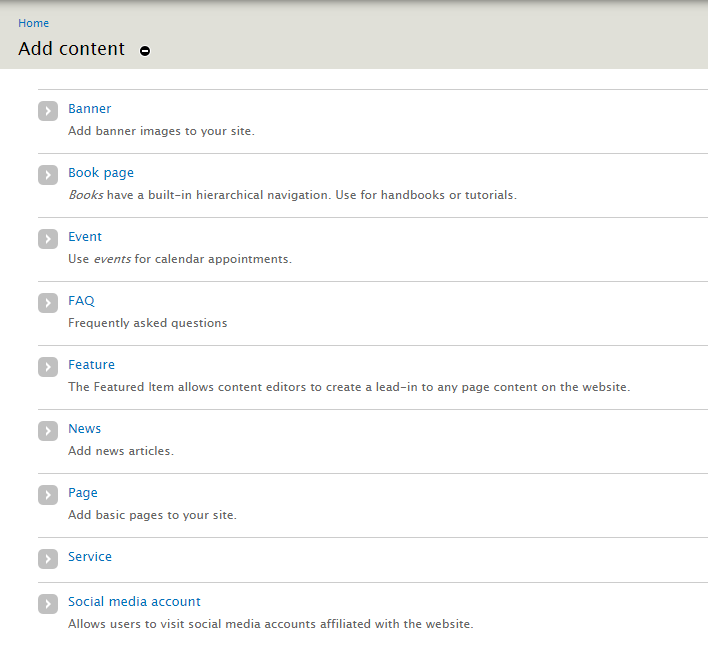 Home
Add content
Banner
Add banner images to your site.
Book page
Books have a built-in hierarchical navigation. Use for handbooks or tutorials.
Event
Use events for calendar appointments.
FAQ
Frequently asked questions
Feature
The Featured Item allows content editors to create a lead-in to any page content on the website.
News
Add news articles.
Page
Add basic pages to your site.
Service
Social media account
Allows users to visit social media accounts affiliated with the website.